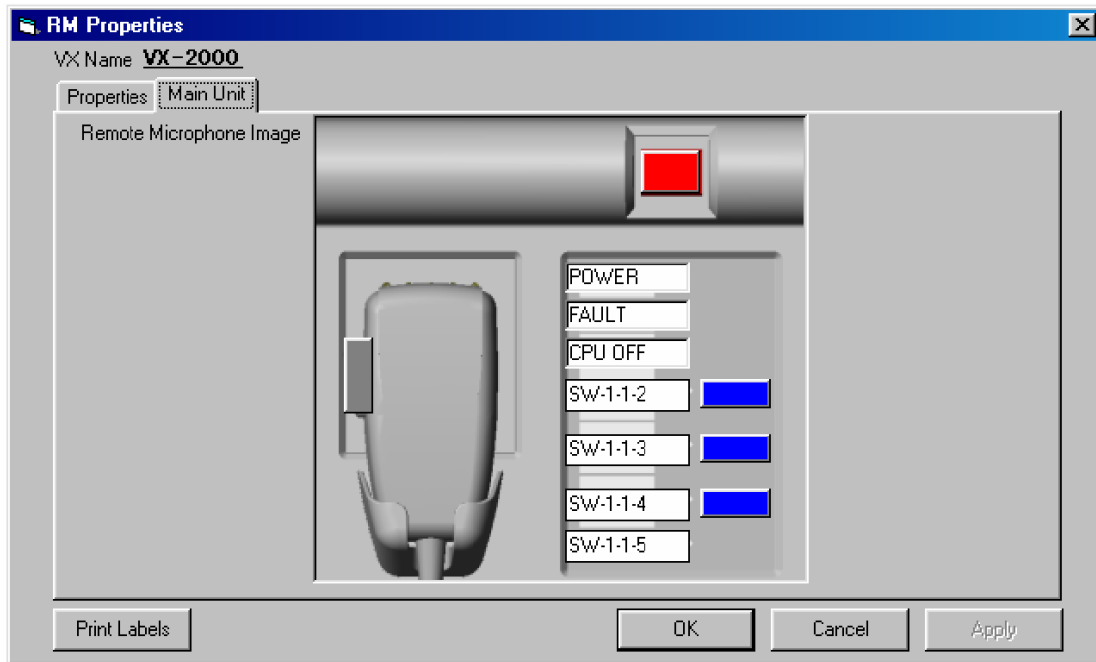 RM Properties
VX Name VX-2000
Properties Main Unit
Remote Microphone Image
POWER
FAULT
CPU OFF
SW-1-1-2
SW-1-1-3
SW-1-1-4
SW-1-1-5
Print Labels OK Cancel Apply